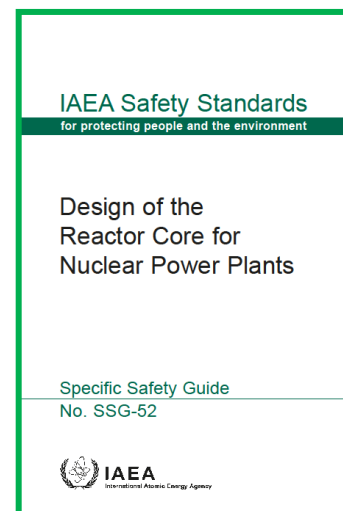 IAEA Safety Standards
for protecting people and the environment
Design of the
Reactor Core for
Nuclear Power Plants
Specific Safety Guide
No. SSG-52
IAEA
International Atomic Energy Agency